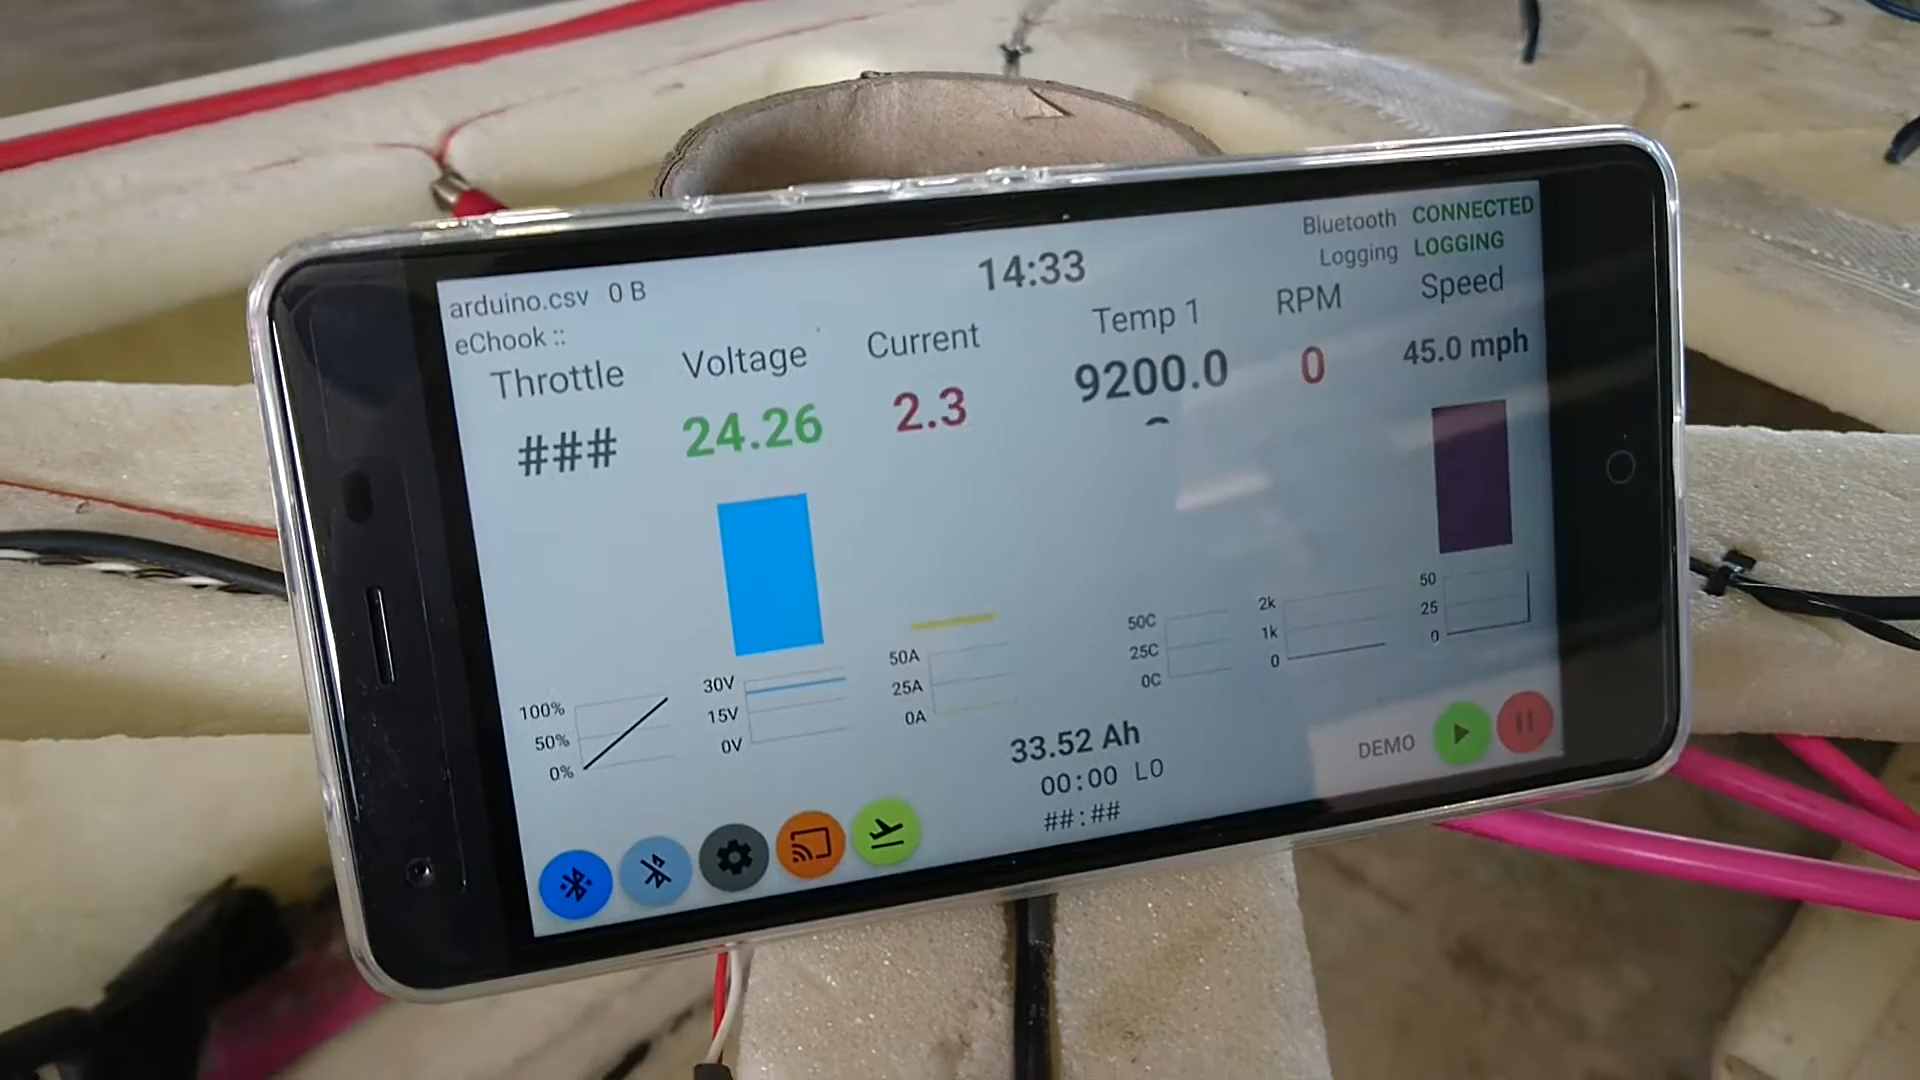 14:33
Bluetooth CONNECTED
Logging LOGGING
arduino.csv 0 B
eChook ::
Throttle
###
Voltage
24.26
Current
2.3
Temp 1
9200.0
RPM
0
Speed
45.0 mph
100%
50%
0%
30V
15V
0V
50A
25A
0A
50C
25C
0C
2k
1k
0
50
25
0
33.52 Ah
00:00 L0
##:##
DEMO